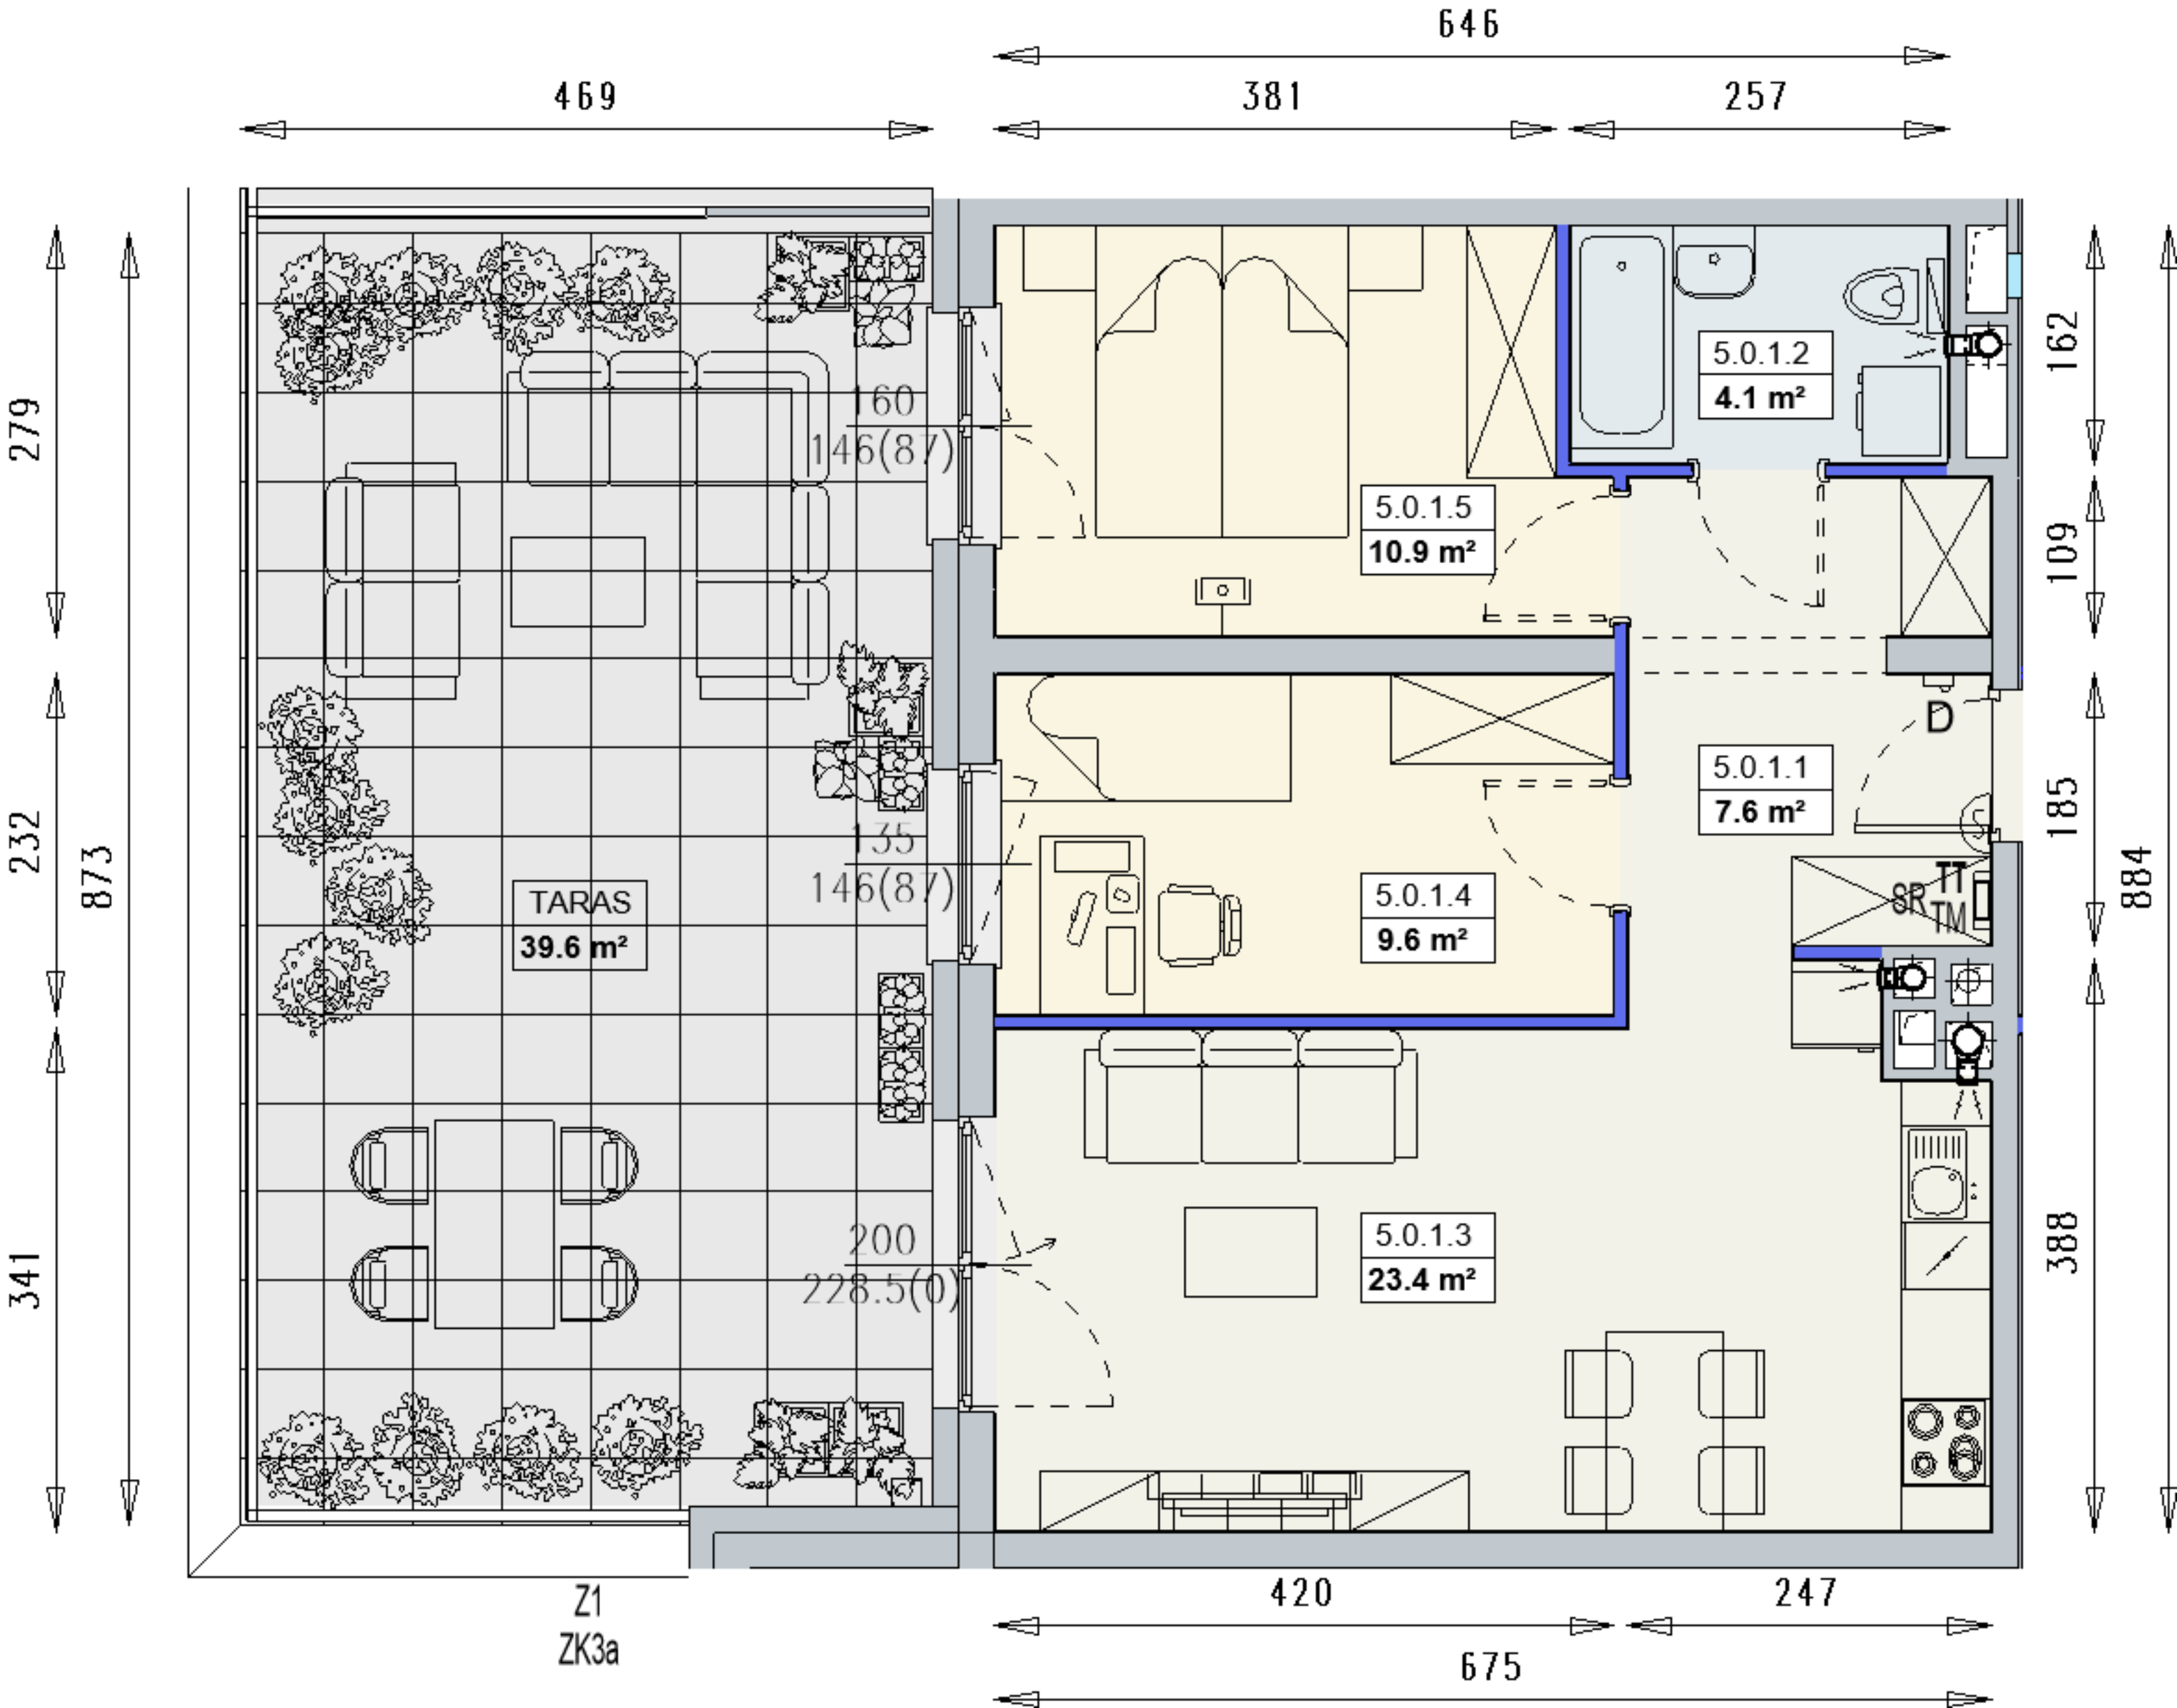 646
469
381
257
279
873
232
341
160
146(87)
135
146(87)
200
228.5(0)
TARAS
39.6 m²
5.0.1.2
4.1 m²
5.0.1.5
10.9 m²
5.0.1.1
7.6 m²
5.0.1.4
9.6 m²
5.0.1.3
23.4 m²
D
S
SR
TT
TM
162
109
185
884
388
420
247
675
Z1
ZK3a